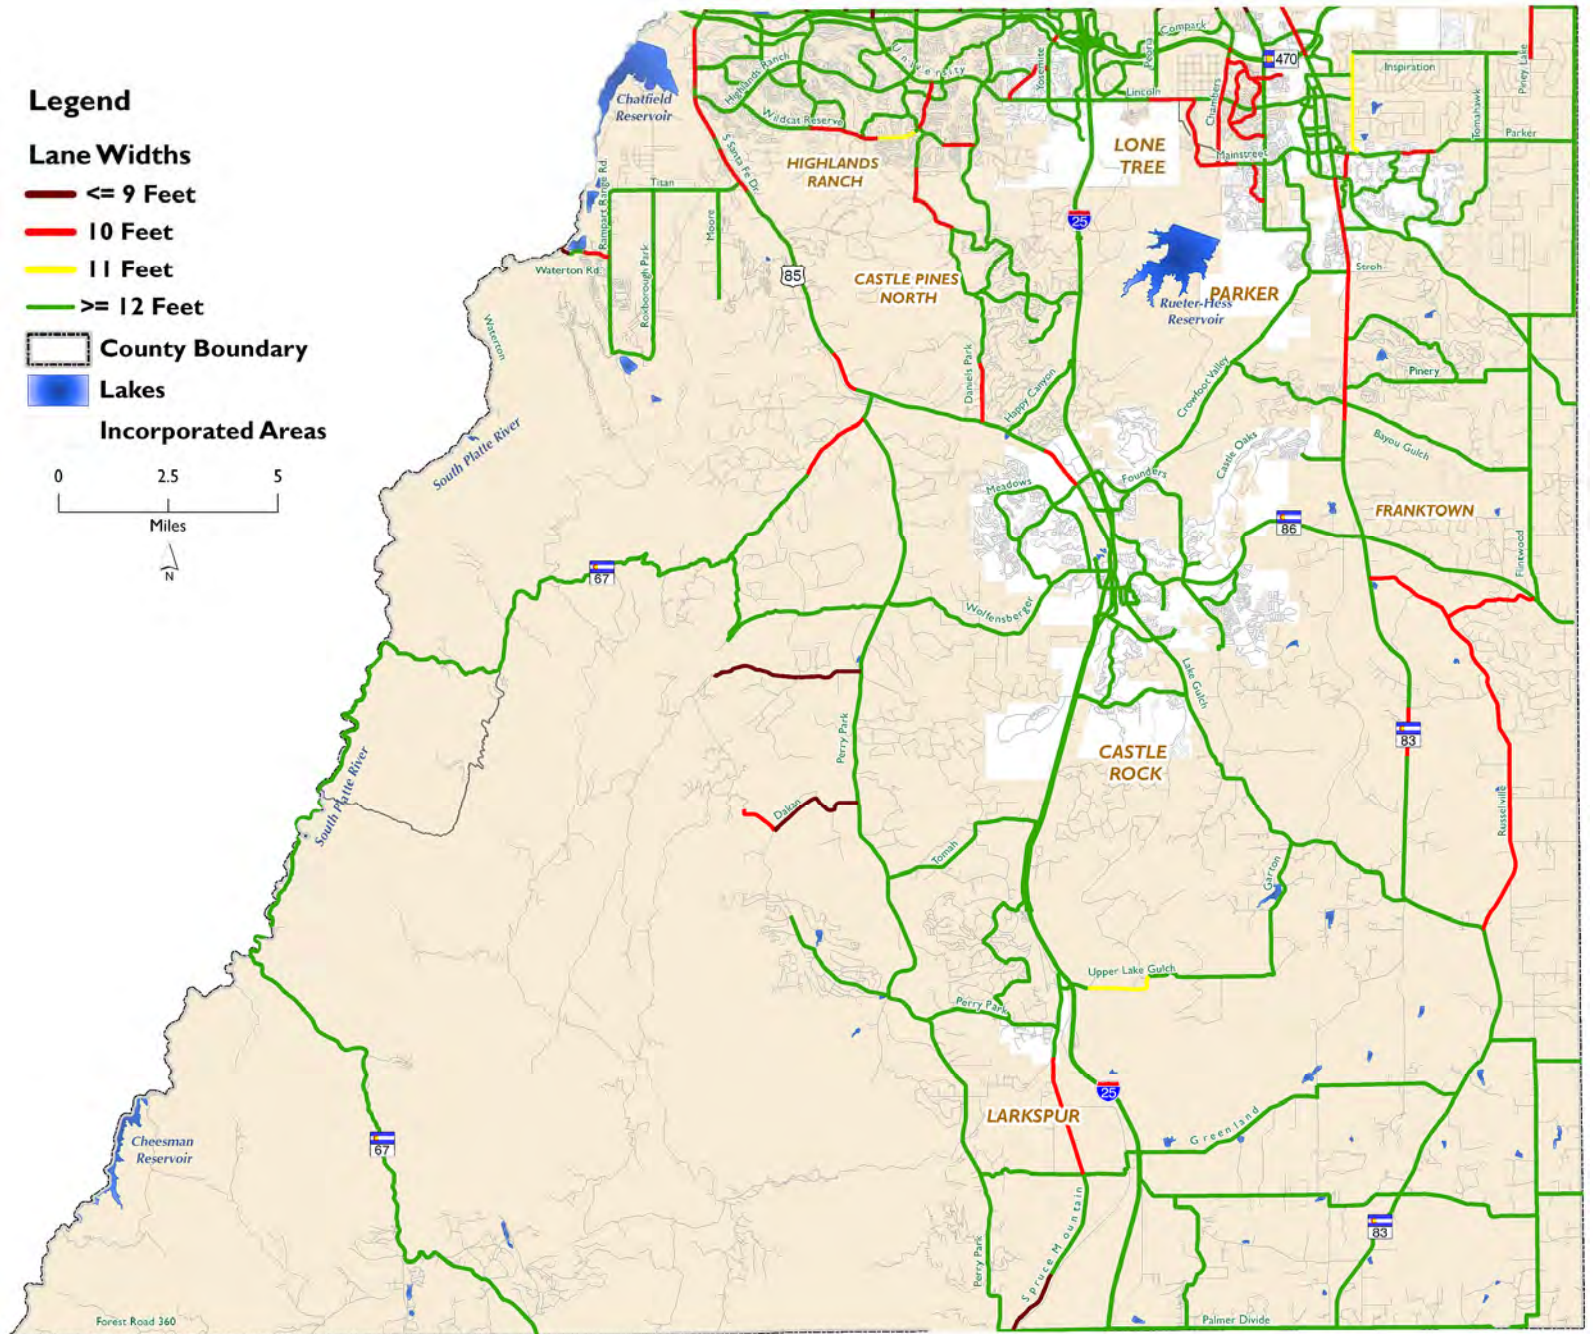 Legend
Lane Widths
<= 9 Feet
10 Feet
11 Feet
>= 12 Feet
County Boundary
Lakes
Incorporated Areas
0 2.5 5
Miles
N
Chatfield
Reservoir
Highlands Ranch
University
Yosemite
Peoria
Compark
470
Inspiration
Piney Lake
Lincoln
Chambers
Tomahawk
Parker
Wildcat Reserve
S Santa Fe Dr.
HIGHLANDS
RANCH
LONE
TREE
Mainstreet
Titan
Rampart Range Rd.
Moore
Roxborough Park
Waterton Rd.
Waterton
85
25
CASTLE PINES
NORTH
PARKER
Rueter-Hess
Reservoir
Stroh
Daniels Park
Happy Canyon
Crowfoot Valley
Pinery
Bayou Gulch
South Platte River
Castle Oaks
Founders
Meadows
FRANKTOWN
86
Flintwood
67
Wolfensberger
Lake Gulch
Perry Park
83
CASTLE
ROCK
South Platte River
Dakan
Russelville
Tomah
Garton
Upper Lake Gulch
Perry Park
25
LARKSPUR
Greenland
Cheesman
Reservoir
67
Spruce Mountain
Perry Park
83
Palmer Divide
Forest Road 360